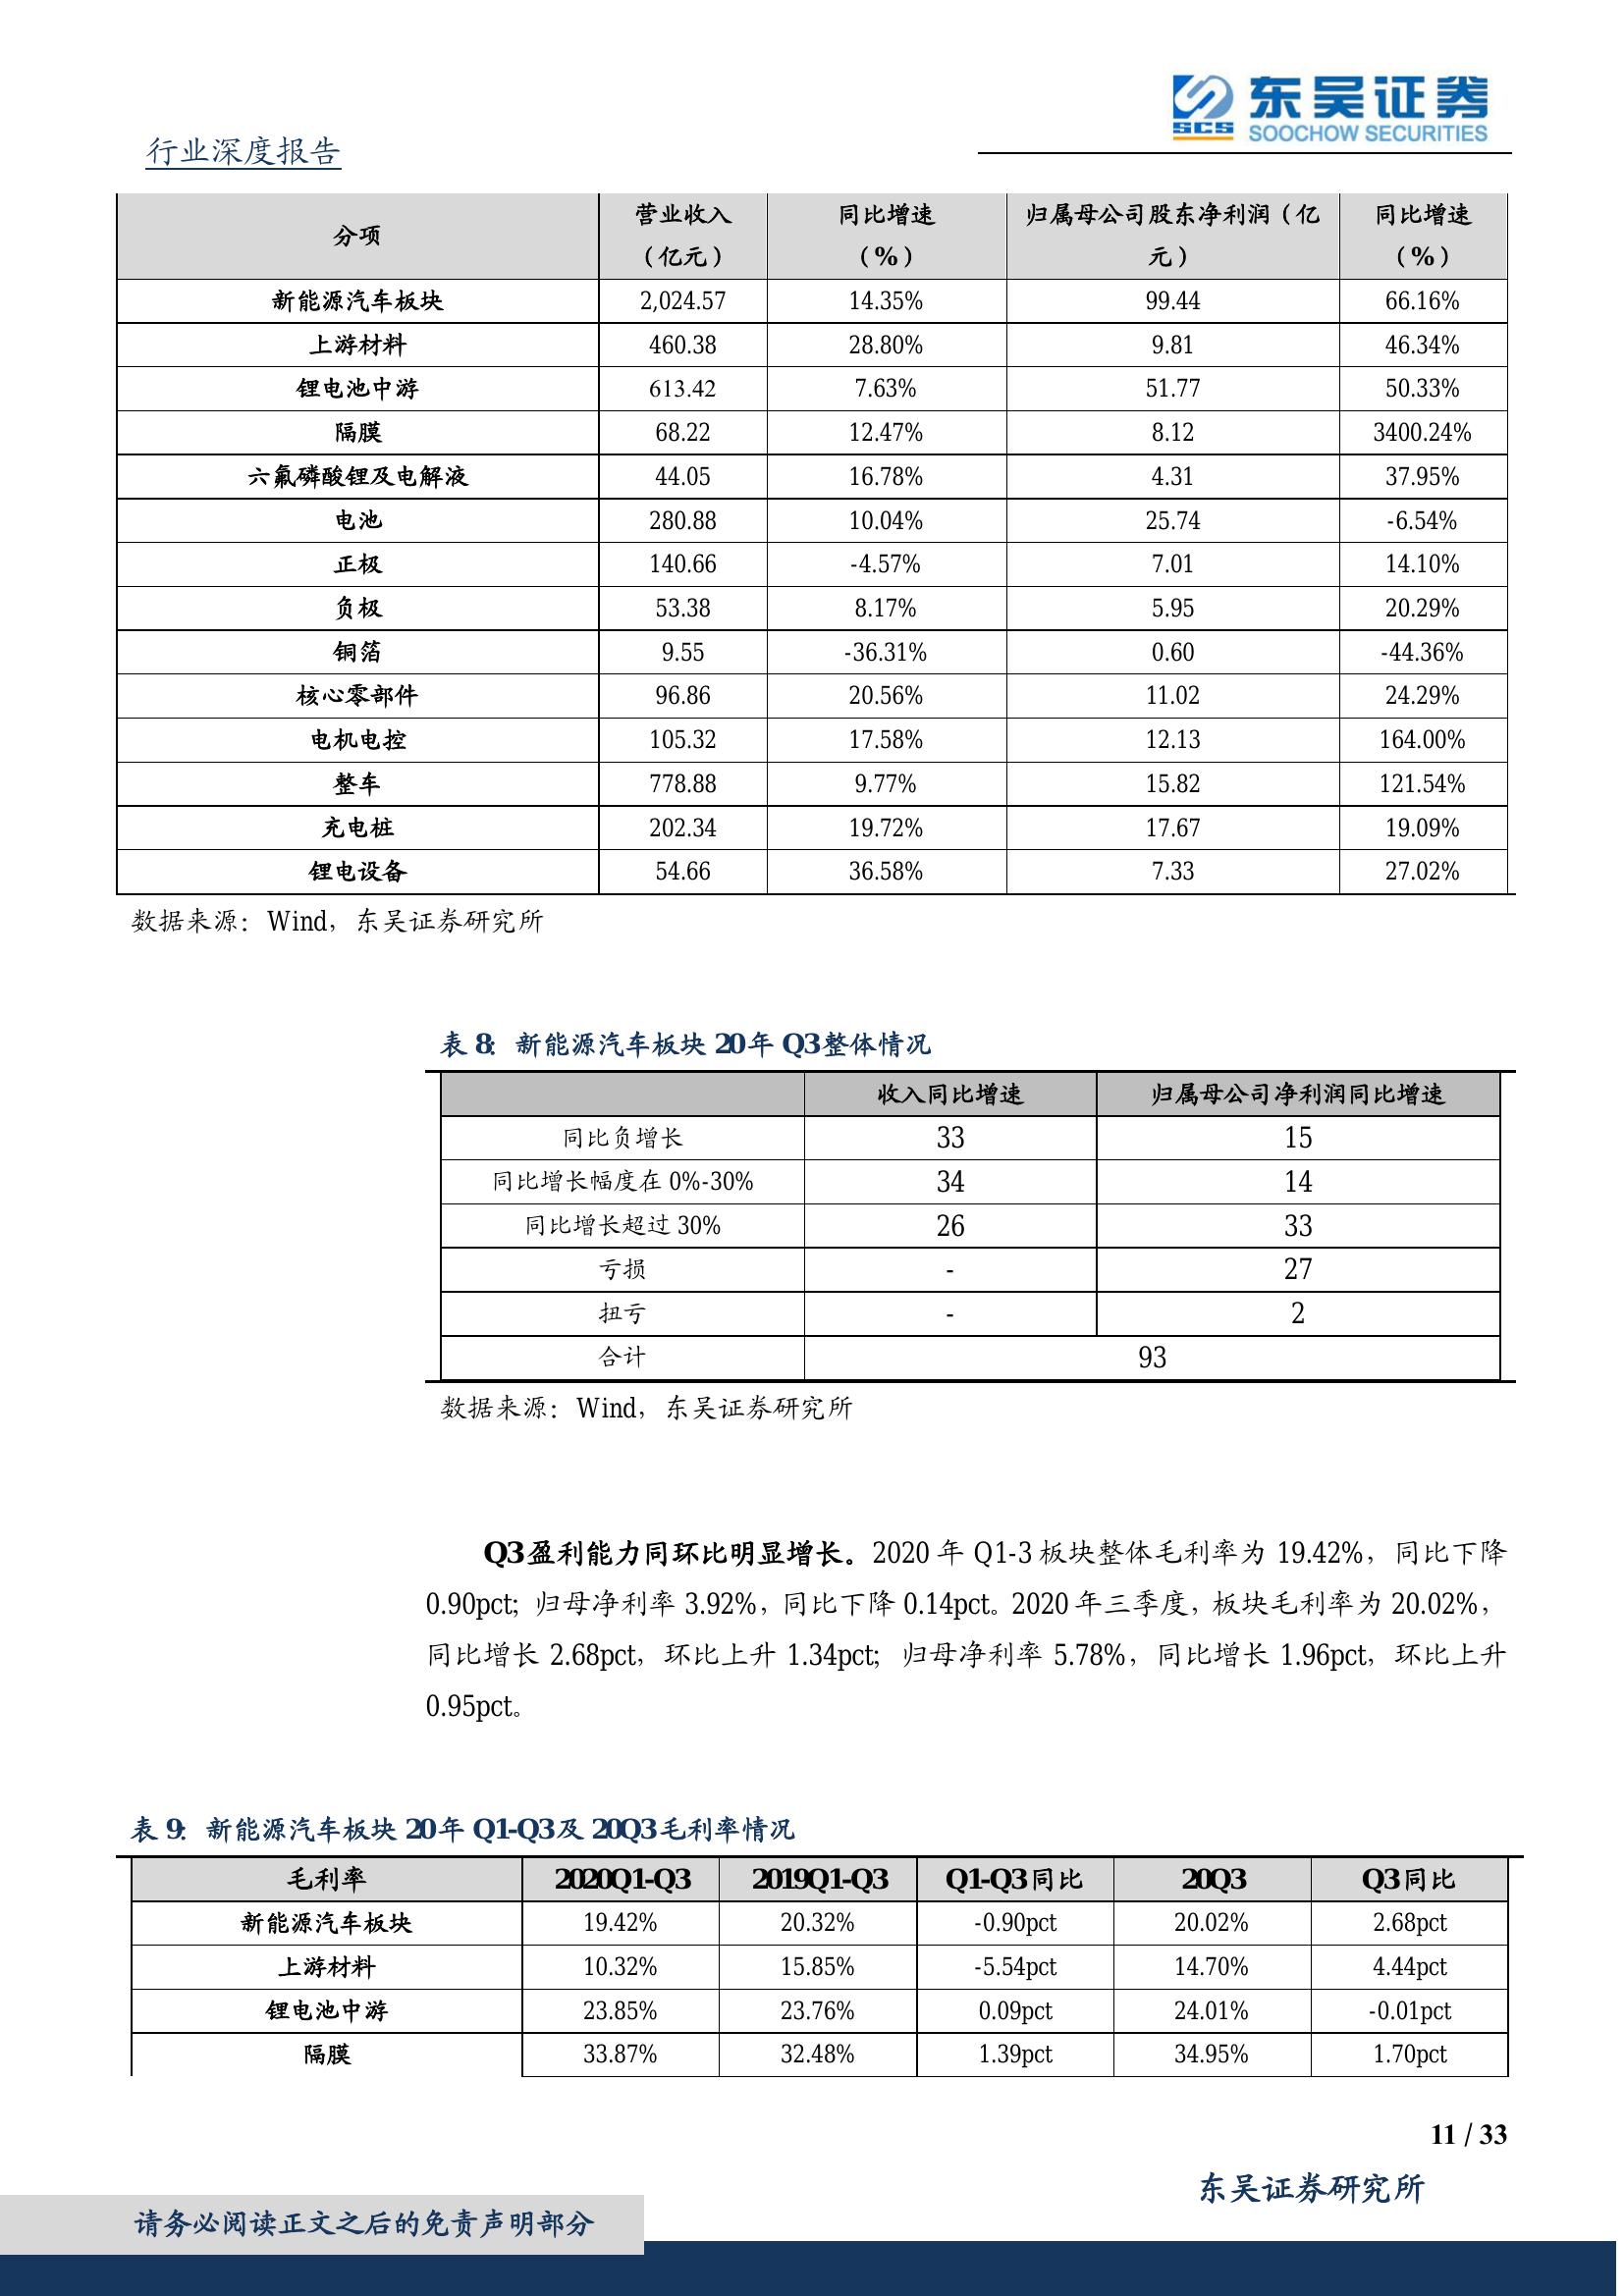 东吴证券
SCS
SOOCHOW SECURITIES
行业深度报告
分项 营业收入（亿元） 同比增速（%） 归属母公司股东净利润（亿元） 同比增速（%）
新能源汽车板块 2,024.57 14.35% 99.44 66.16%
上游材料 460.38 28.80% 9.81 46.34%
锂电池中游 613.42 7.63% 51.77 50.33%
隔膜 68.22 12.47% 8.12 3400.24%
六氟磷酸锂及电解液 44.05 16.78% 4.31 37.95%
电池 280.88 10.04% 25.74 -6.54%
正极 140.66 -4.57% 7.01 14.10%
负极 53.38 8.17% 5.95 20.29%
铜箔 9.55 -36.31% 0.60 -44.36%
核心零部件 96.86 20.56% 11.02 24.29%
电机电控 105.32 17.58% 12.13 164.00%
整车 778.88 9.77% 15.82 121.54%
充电桩 202.34 19.72% 17.67 19.09%
锂电设备 54.66 36.58% 7.33 27.02%
数据来源：Wind，东吴证券研究所
表 8：新能源汽车板块 20 年 Q3 整体情况
收入同比增速 归属母公司净利润同比增速
同比负增长 33 15
同比增长幅度在 0%-30% 34 14
同比增长超过 30% 26 33
亏损 - 27
扭亏 - 2
合计 93
数据来源：Wind，东吴证券研究所
Q3 盈利能力同环比明显增长。2020 年 Q1-3 板块整体毛利率为 19.42%，同比下降
0.90pct；归母净利率 3.92%，同比下降 0.14pct。2020 年三季度，板块毛利率为 20.02%，
同比增长 2.68pct，环比上升 1.34pct；归母净利率 5.78%，同比增长 1.96pct，环比上升
0.95pct。
表 9：新能源汽车板块 20 年 Q1-Q3 及 20Q3 毛利率情况
毛利率 2020Q1-Q3 2019Q1-Q3 Q1-Q3 同比 20Q3 Q3 同比
新能源汽车板块 19.42% 20.32% -0.90pct 20.02% 2.68pct
上游材料 10.32% 15.85% -5.54pct 14.70% 4.44pct
锂电池中游 23.85% 23.76% 0.09pct 24.01% -0.01pct
隔膜 33.87% 32.48% 1.39pct 34.95% 1.70pct
11 / 33
东吴证券研究所
请务必阅读正文之后的免责声明部分